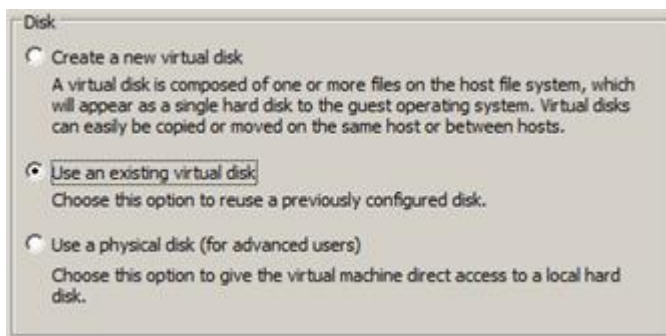 Disk
Create a new virtual disk
A virtual disk is composed of one or more files on the host file system, which
will appear as a single hard disk to the guest operating system. Virtual disks
can easily be copied or moved on the same host or between hosts.
Use an existing virtual disk
Choose this option to reuse a previously configured disk.
Use a physical disk (for advanced users)
Choose this option to give the virtual machine direct access to a local hard
disk.